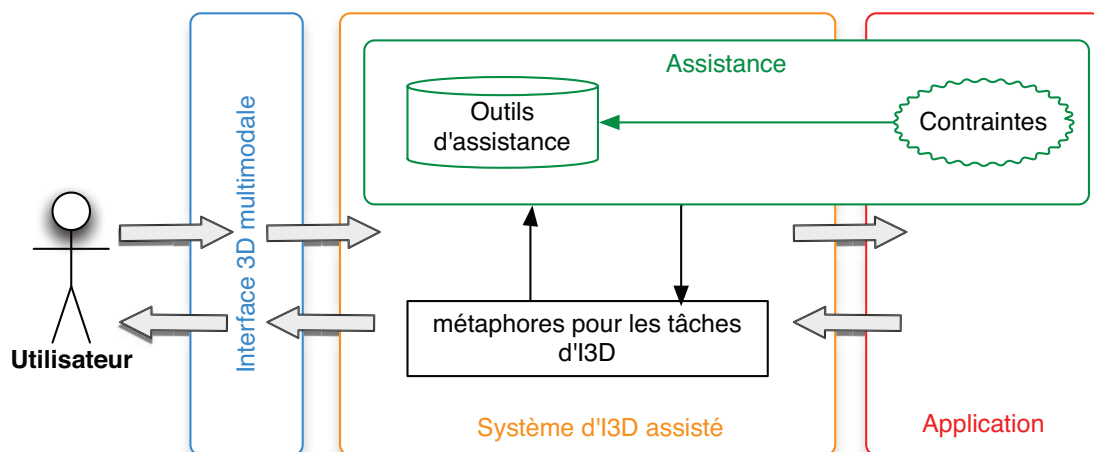 Assistance
Outils
d'assistance
Contraintes
Interface 3D multimodale
métaphores pour les tâches
d'I3D
Utilisateur
Système d'I3D assisté
Application